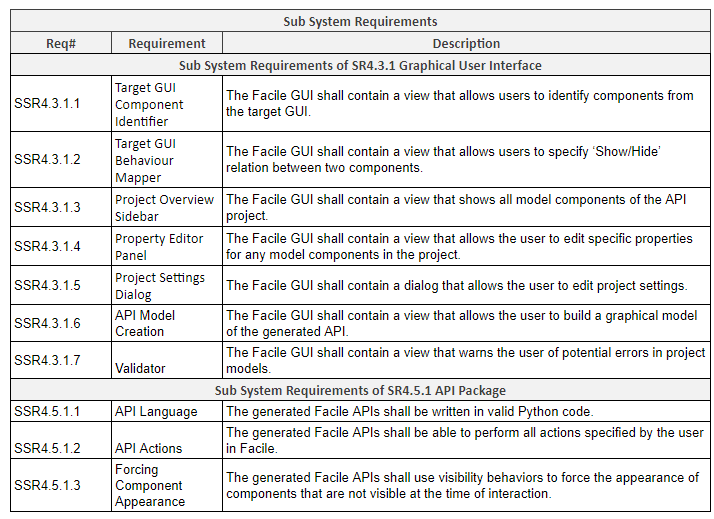 Sub System Requirements
Req# Requirement Description
Sub System Requirements of SR4.3.1 Graphical User Interface
SSR4.3.1.1 Target GUI Component Identifier The Facile GUI shall contain a view that allows users to identify components from the target GUI.
SSR4.3.1.2 Target GUI Behaviour Mapper The Facile GUI shall contain a view that allows users to specify ‘Show/Hide’ relation between two components.
SSR4.3.1.3 Project Overview Sidebar The Facile GUI shall contain a view that shows all model components of the API project.
SSR4.3.1.4 Property Editor Panel The Facile GUI shall contain a view that allows the user to edit specific properties for any model components in the project.
SSR4.3.1.5 Project Settings Dialog The Facile GUI shall contain a dialog that allows the user to edit project settings.
SSR4.3.1.6 API Model Creation The Facile GUI shall contain a view that allows the user to build a graphical model of the generated API.
SSR4.3.1.7 Validator The Facile GUI shall contain a view that warns the user of potential errors in project models.
Sub System Requirements of SR4.5.1 API Package
SSR4.5.1.1 API Language The generated Facile APIs shall be written in valid Python code.
SSR4.5.1.2 API Actions The generated Facile APIs shall be able to perform all actions specified by the user in Facile.
SSR4.5.1.3 Forcing Component Appearance The generated Facile APIs shall use visibility behaviors to force the appearance of components that are not visible at the time of interaction.